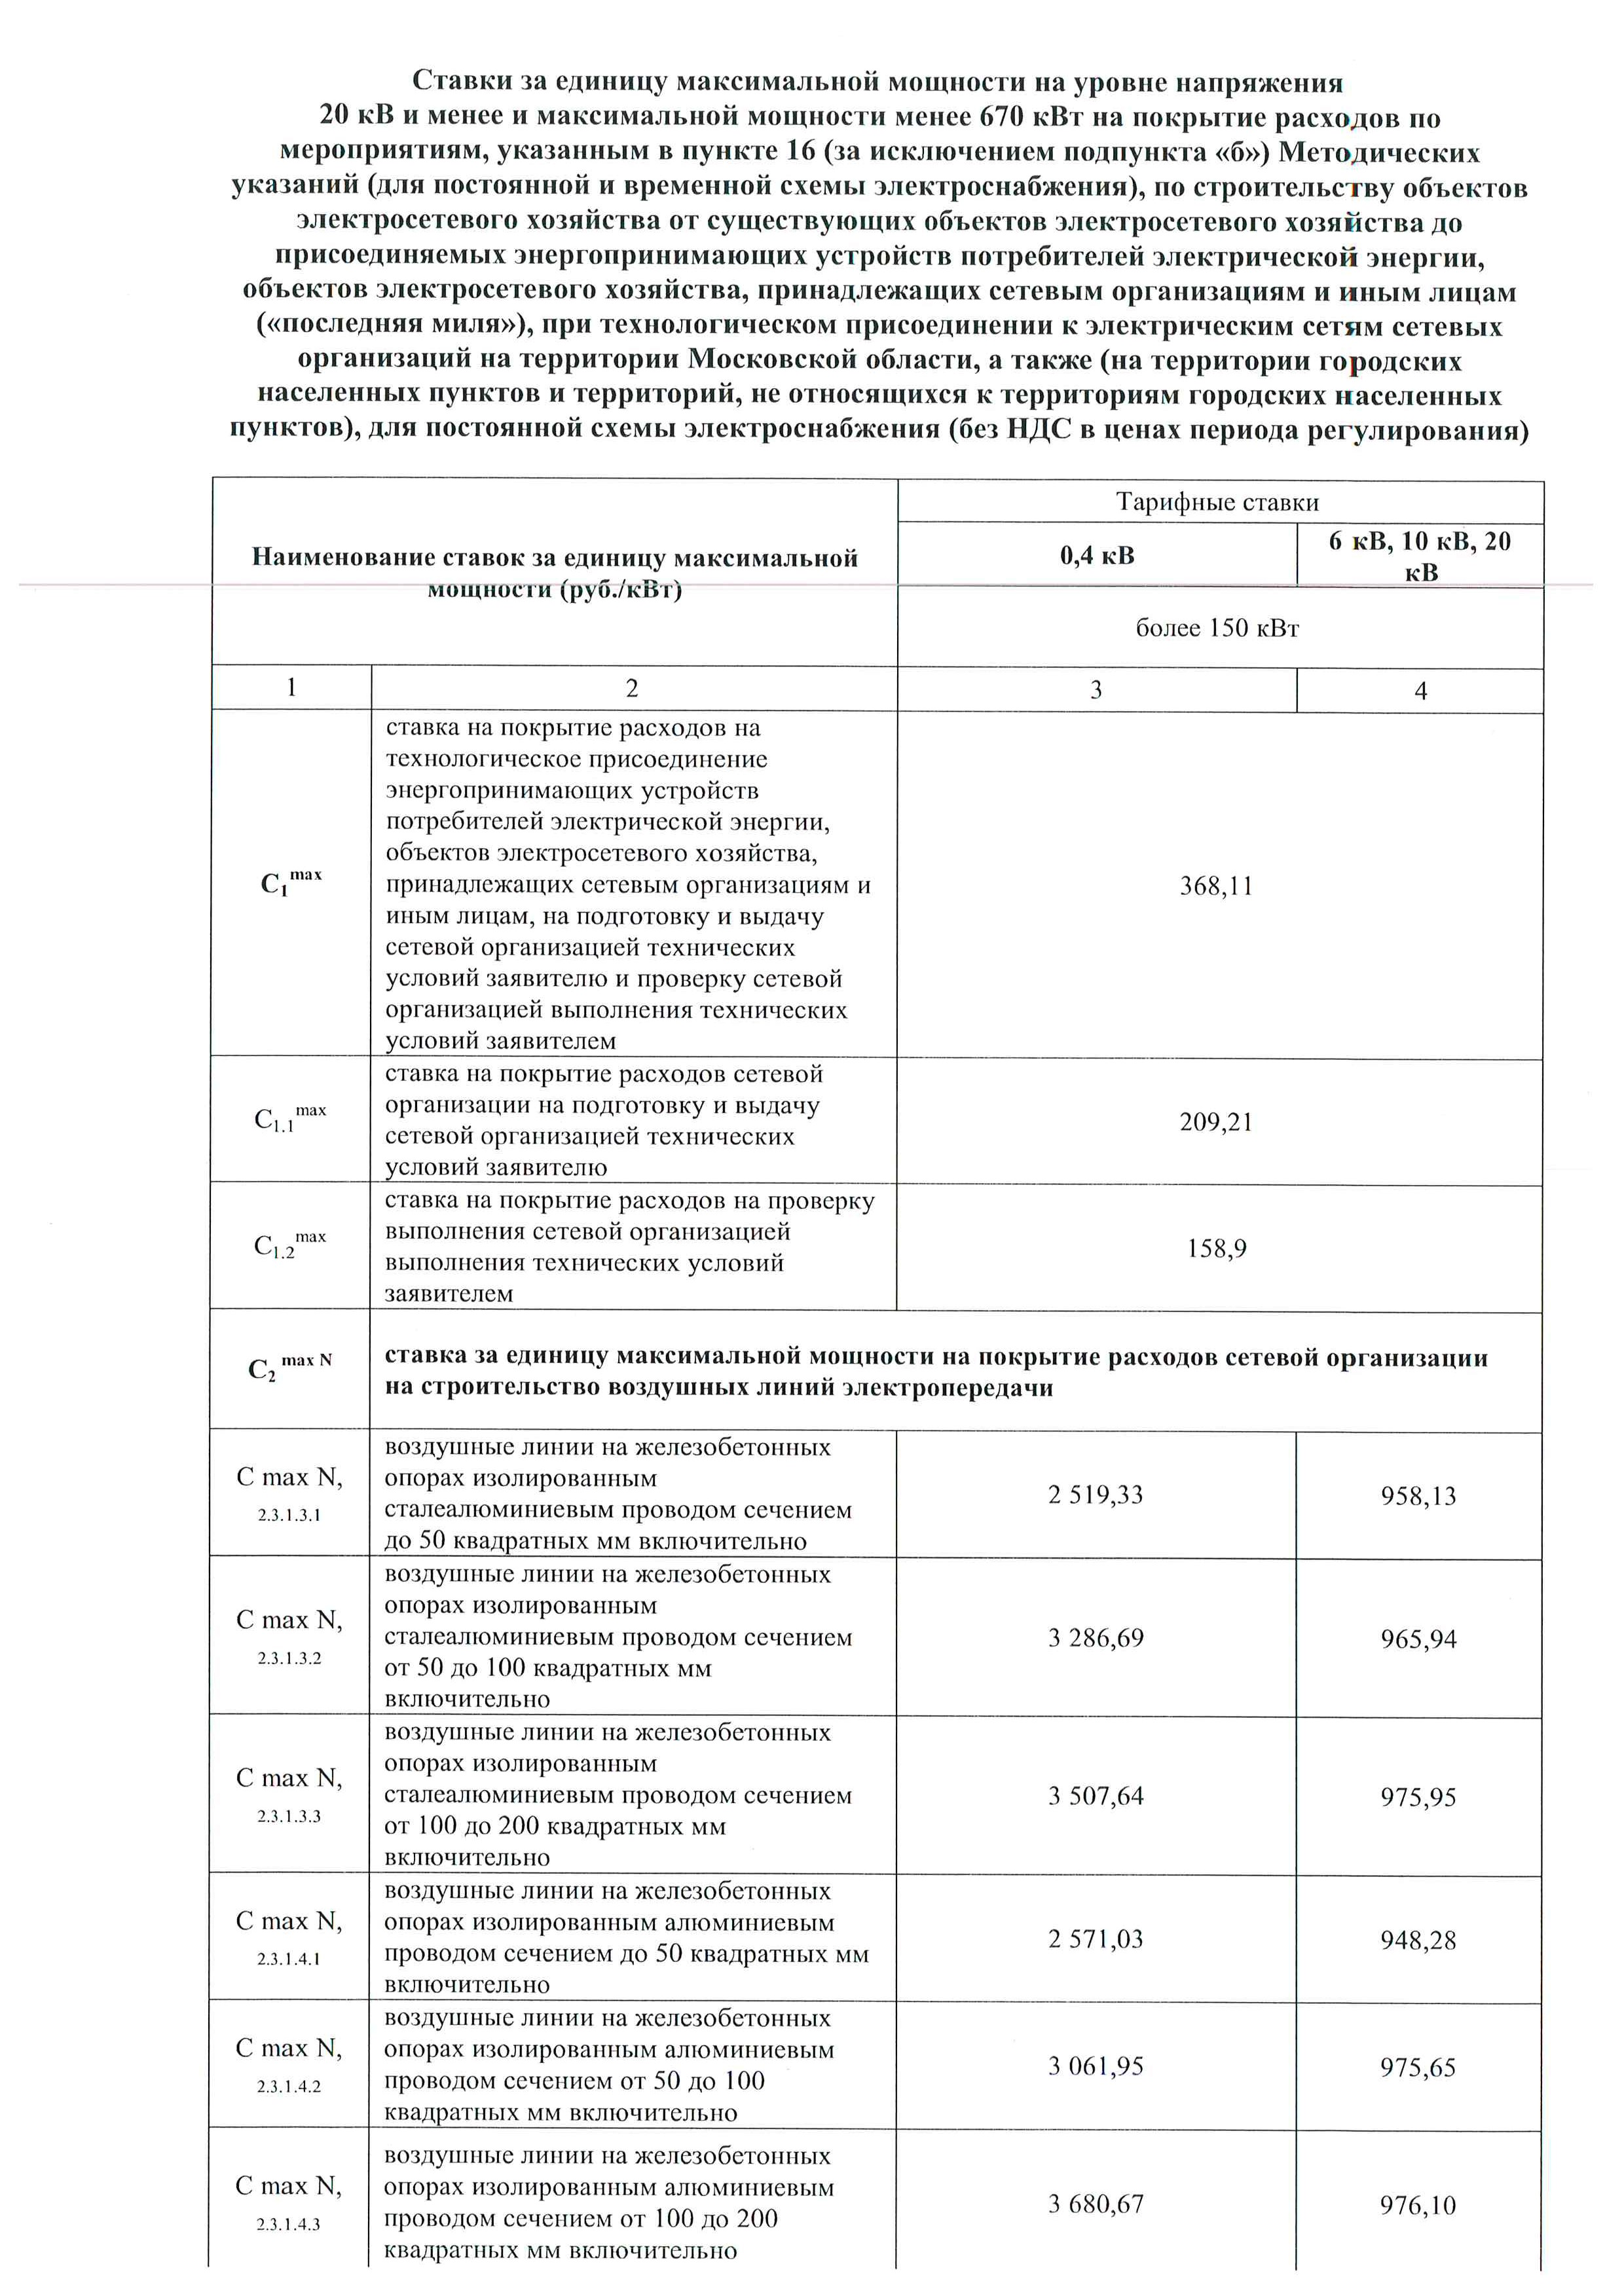 Ставки за единицу максимальной мощности на уровне напряжения
20 кВ и менее и максимальной мощности менее 670 кВт на покрытие расходов по
мероприятиям, указанным в пункте 16 (за исключением подпункта «б») Методических
указаний (для постоянной и временной схемы электроснабжения), по строительству объектов
электросетевого хозяйства от существующих объектов электросетевого хозяйства до
присоединяемых энергопринимающих устройств потребителей электрической энергии,
объектов электросетевого хозяйства, принадлежащих сетевым организациям и иным лицам
(«последняя миля»), при технологическом присоединении к электрическим сетям сетевых
организаций на территории Московской области, а также (на территории городских
населенных пунктов и территорий, не относящихся к территориям городских населенных
пунктов), для постоянной схемы электроснабжения (без НДС в ценах периода регулирования)
Наименование ставок за единицу максимальной
мощности (руб./кВт)
Тарифные ставки
0,4 кВ
6 кВ, 10 кВ, 20
кВ
более 150 кВт
1
2
3
4
C1 max
ставка на покрытие расходов на
технологическое присоединение
энергопринимающих устройств
потребителей электрической энергии,
объектов электросетевого хозяйства,
принадлежащих сетевым организациям и
иным лицам, на подготовку и выдачу
сетевой организацией технических
условий заявителю и проверку сетевой
организацией выполнения технических
условий заявителем
368,11
C1.1 max
ставка на покрытие расходов сетевой
организации на подготовку и выдачу
сетевой организацией технических
условий заявителю
209,21
C1.2 max
ставка на покрытие расходов на проверку
выполнения сетевой организацией
выполнения технических условий
заявителем
158,9
C2 max N
ставка за единицу максимальной мощности на покрытие расходов сетевой организации
на строительство воздушных линий электропередачи
C max N,
2.3.1.3.1
воздушные линии на железобетонных
опорах изолированным
сталеалюминиевым проводом сечением
до 50 квадратных мм включительно
2 519,33
958,13
C max N,
2.3.1.3.2
воздушные линии на железобетонных
опорах изолированным
сталеалюминиевым проводом сечением
от 50 до 100 квадратных мм
включительно
3 286,69
965,94
C max N,
2.3.1.3.3
воздушные линии на железобетонных
опорах изолированным
сталеалюминиевым проводом сечением
от 100 до 200 квадратных мм
включительно
3 507,64
975,95
C max N,
2.3.1.4.1
воздушные линии на железобетонных
опорах изолированным алюминиевым
проводом сечением до 50 квадратных мм
включительно
2 571,03
948,28
C max N,
2.3.1.4.2
воздушные линии на железобетонных
опорах изолированным алюминиевым
проводом сечением от 50 до 100
квадратных мм включительно
3 061,95
975,65
C max N,
2.3.1.4.3
воздушные линии на железобетонных
опорах изолированным алюминиевым
проводом сечением от 100 до 200
квадратных мм включительно
3 680,67
976,10